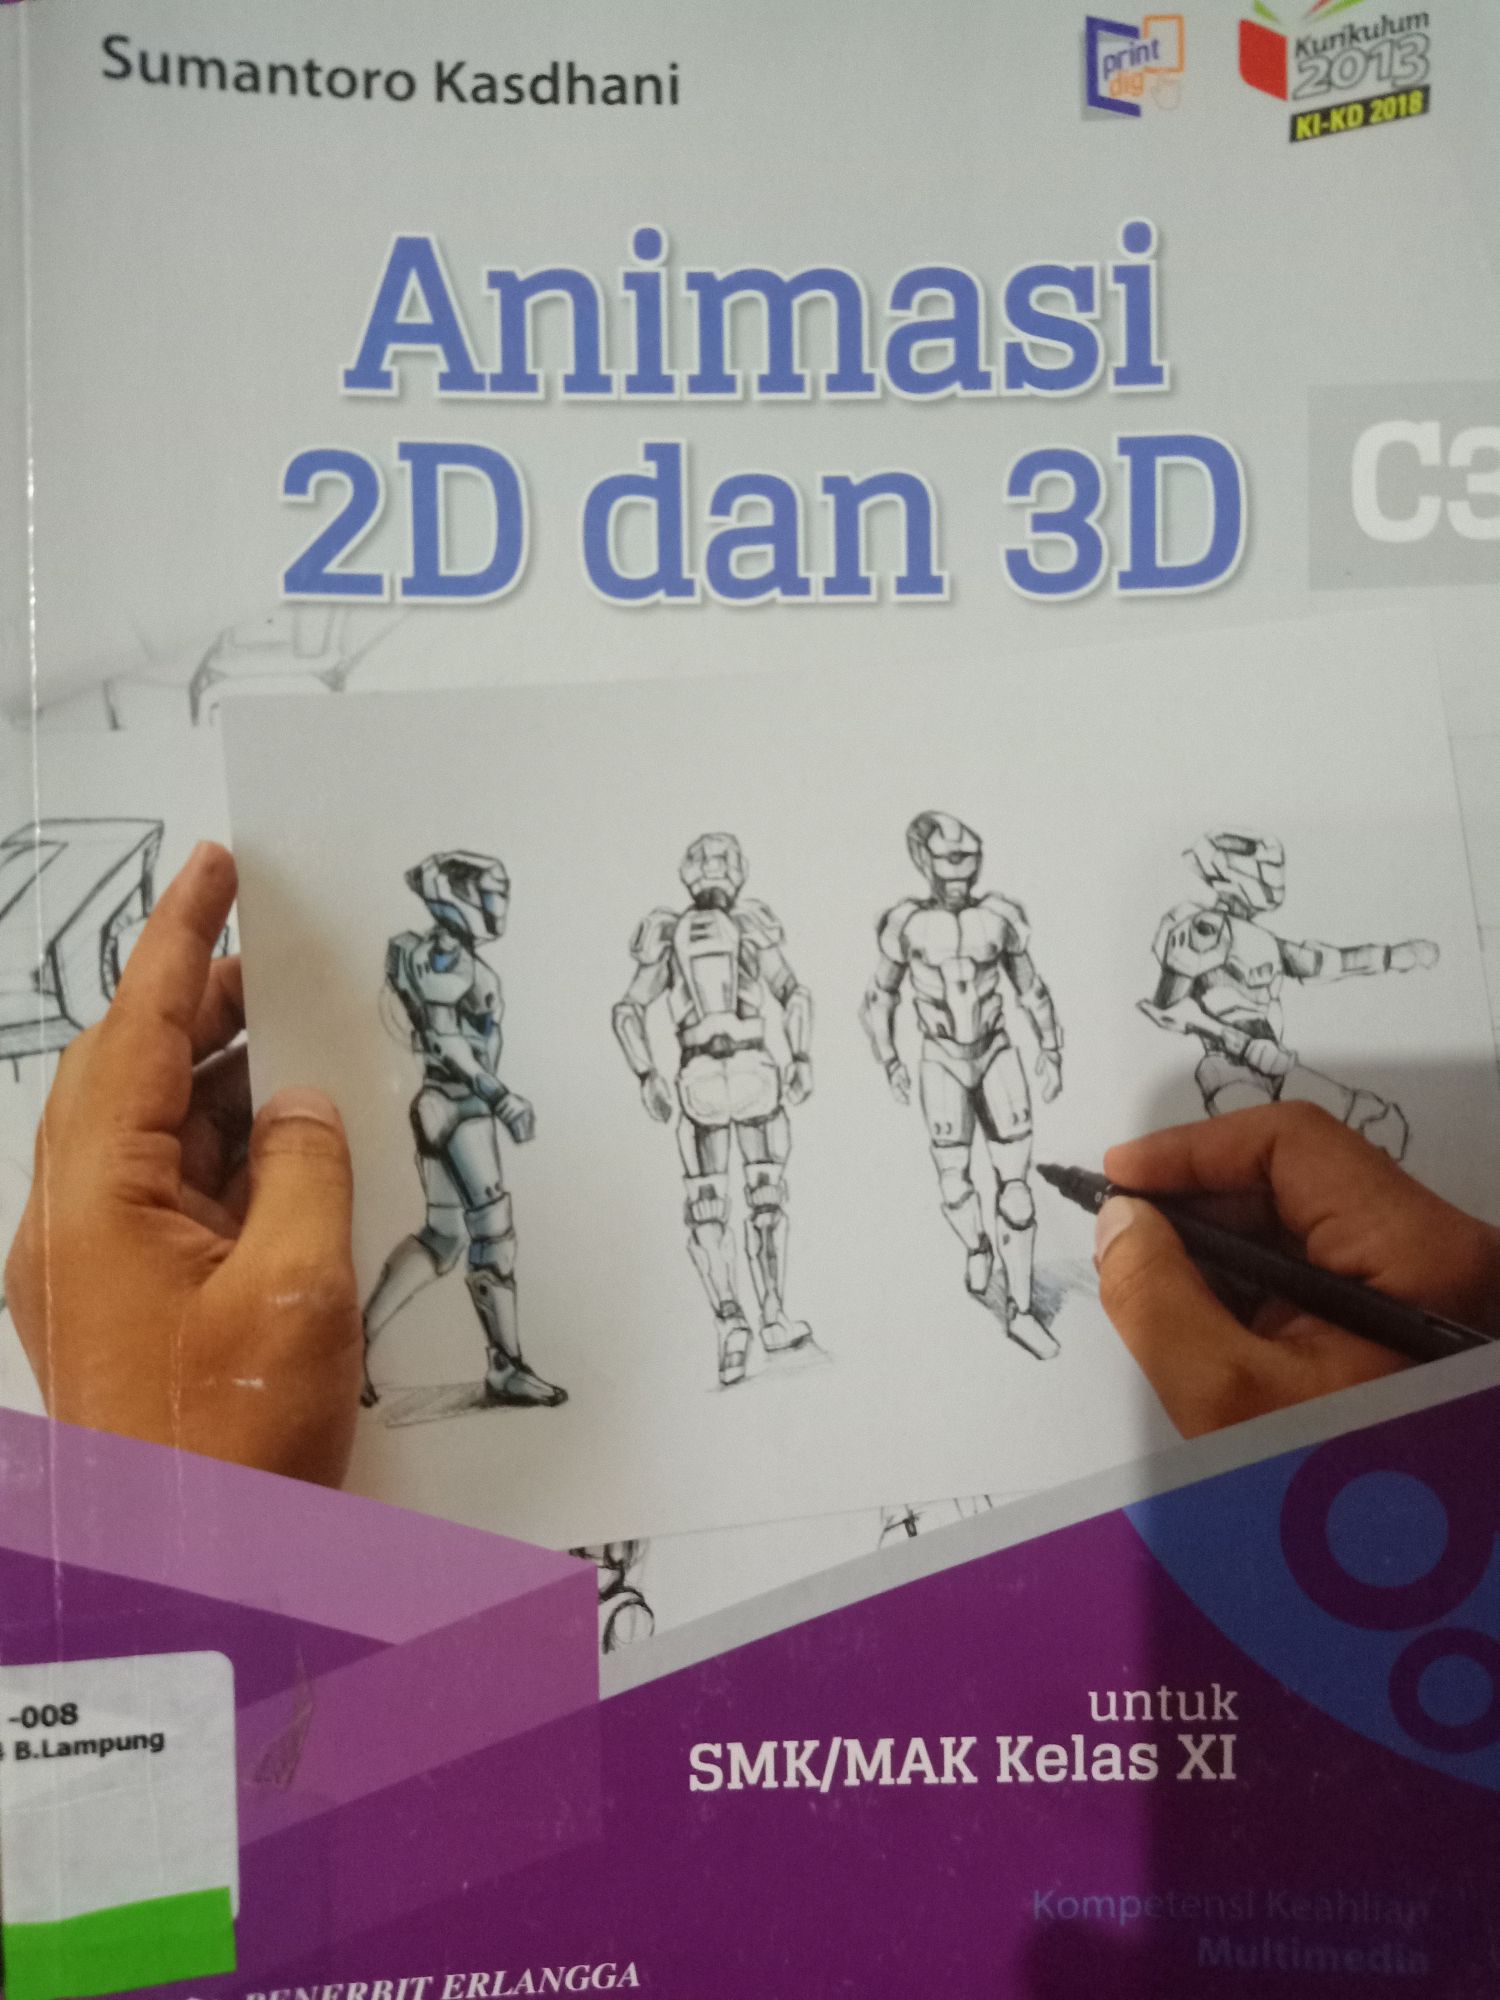 Sumantoro Kasdhani
print
dig
Kurikulum
2013
KI-KD 2018
Animasi
2D dan 3D
C3
untuk
SMK/MAK Kelas XI
-008
B.Lampung
Kompetensi Keahlian
Multimedia
PENERBIT ERLANGGA